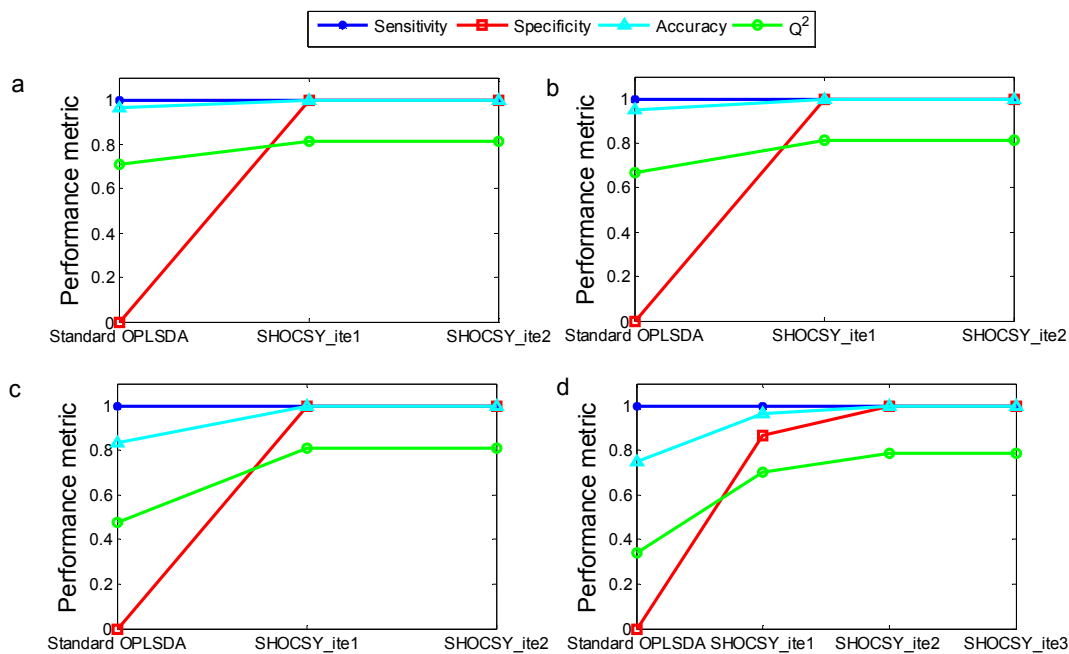 Sensitivity Specificity Accuracy Q²
a
Performance metric
1
0.8
0.6
0.4
0.2
0
Standard OPLSDA SHOCSY_ite1 SHOCSY_ite2
b
Performance metric
1
0.8
0.6
0.4
0.2
0
Standard OPLSDA SHOCSY_ite1 SHOCSY_ite2
c
Performance metric
1
0.8
0.6
0.4
0.2
0
Standard OPLSDA SHOCSY_ite1 SHOCSY_ite2
d
Performance metric
1
0.8
0.6
0.4
0.2
0
Standard OPLSDA SHOCSY_ite1 SHOCSY_ite2 SHOCSY_ite3